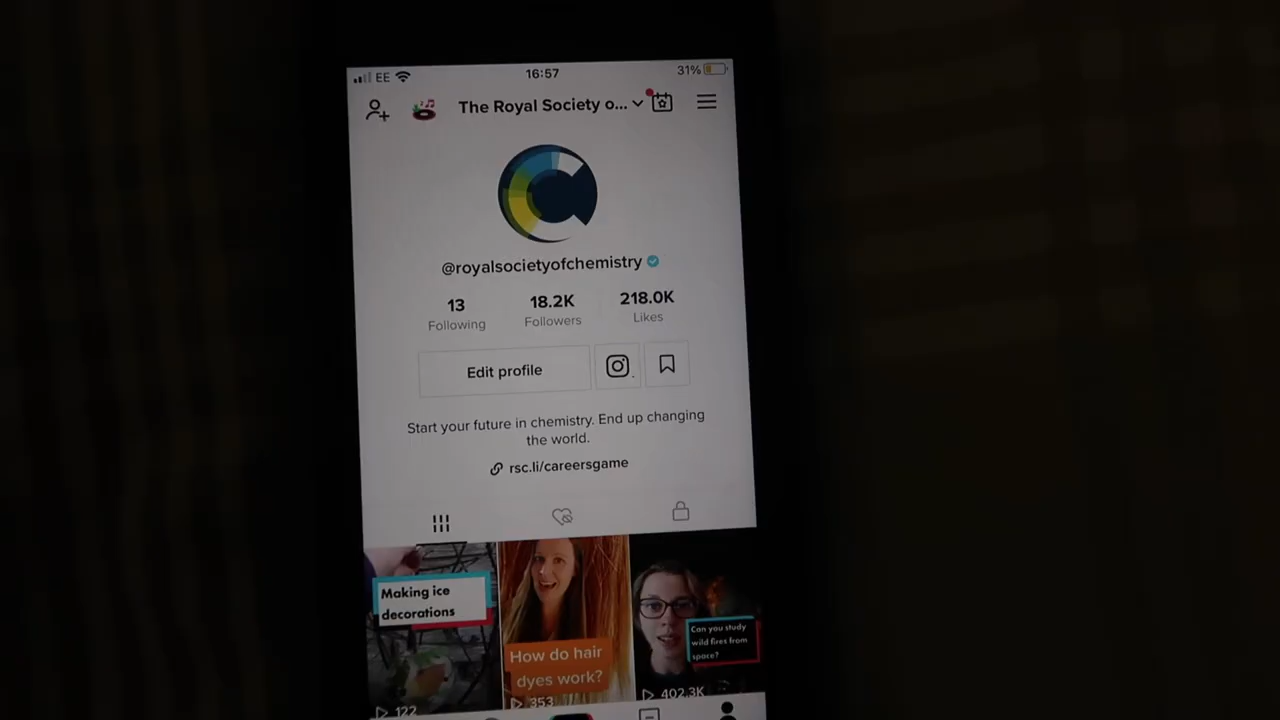 EE
16:57
31%
The Royal Society o...
@royalsocietyofchemistry
13
18.2K
218.0K
Following
Followers
Likes
Edit profile
Start your future in chemistry. End up changing
the world.
rsc.li/careersgame
Making ice
decorations
How do hair
dyes work?
Can you study
wild fires from
space?
122
353
402.3K